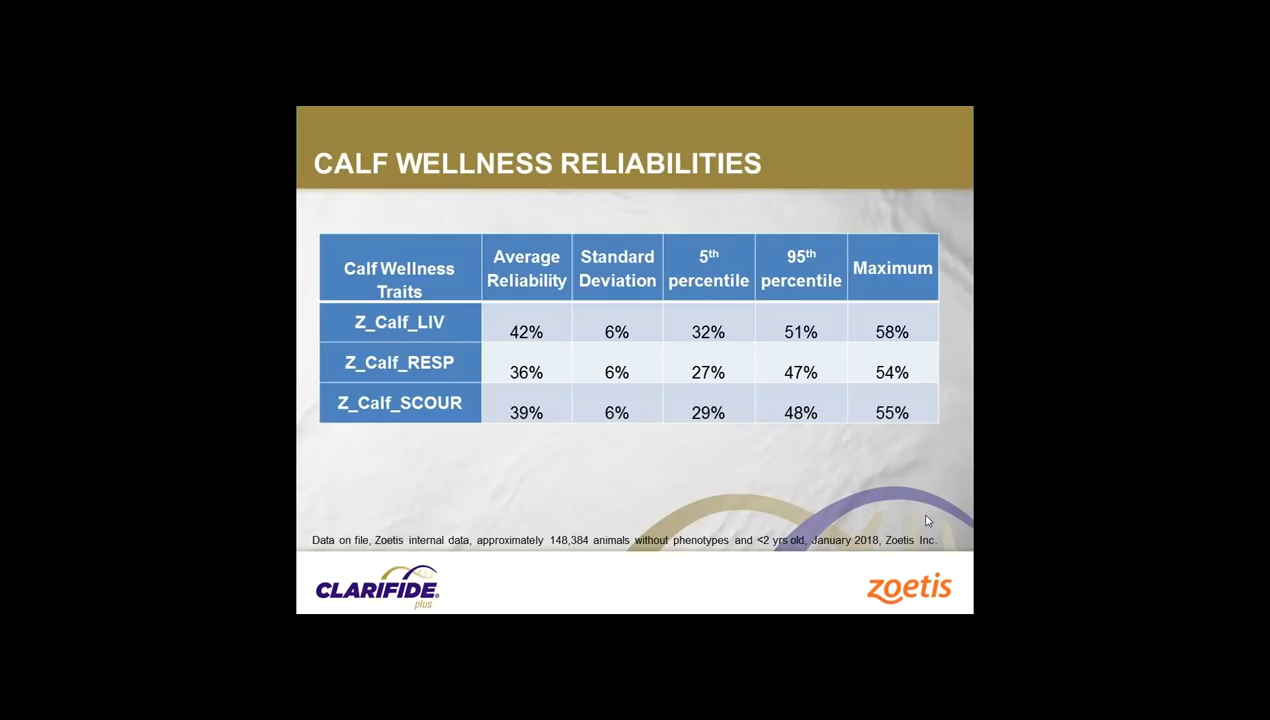 CALF WELLNESS RELIABILITIES
Calf Wellness Traits Average Reliability Standard Deviation 5th percentile 95th percentile Maximum
Z_Calf_LIV 42% 6% 32% 51% 58%
Z_Calf_RESP 36% 6% 27% 47% 54%
Z_Calf_SCOUR 39% 6% 29% 48% 55%
Data on file, Zoetis internal data, approximately 148,384 animals without phenotypes and <2 yrs old, January 2018, Zoetis Inc.
CLARIFIDE®
plus
zoetis